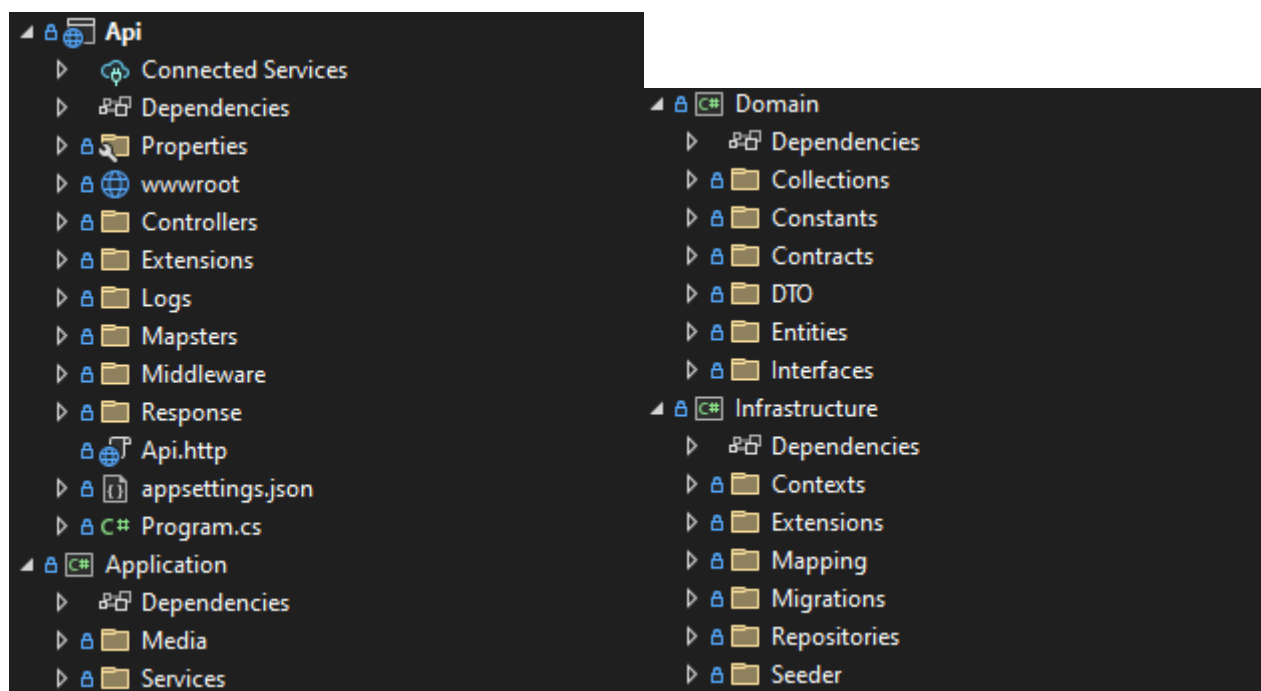 Api
Connected Services
Dependencies
Properties
wwwroot
Controllers
Extensions
Logs
Mapsters
Middleware
Response
Api.http
appsettings.json
C# Program.cs
C# Application
Dependencies
Media
Services
C# Domain
Dependencies
Collections
Constants
Contracts
DTO
Entities
Interfaces
C# Infrastructure
Dependencies
Contexts
Extensions
Mapping
Migrations
Repositories
Seeder